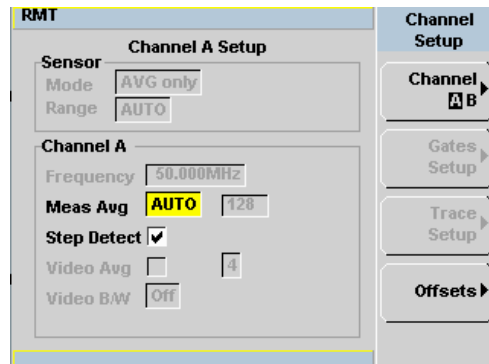 RMT
Channel A Setup
Sensor
Mode AVG only
Range AUTO
Channel A
Frequency 50.000MHz
Meas Avg AUTO 128
Step Detect
Video Avg 4
Video B/W Off
Channel
Setup
Channel
A B
Gates
Setup
Trace
Setup
Offsets